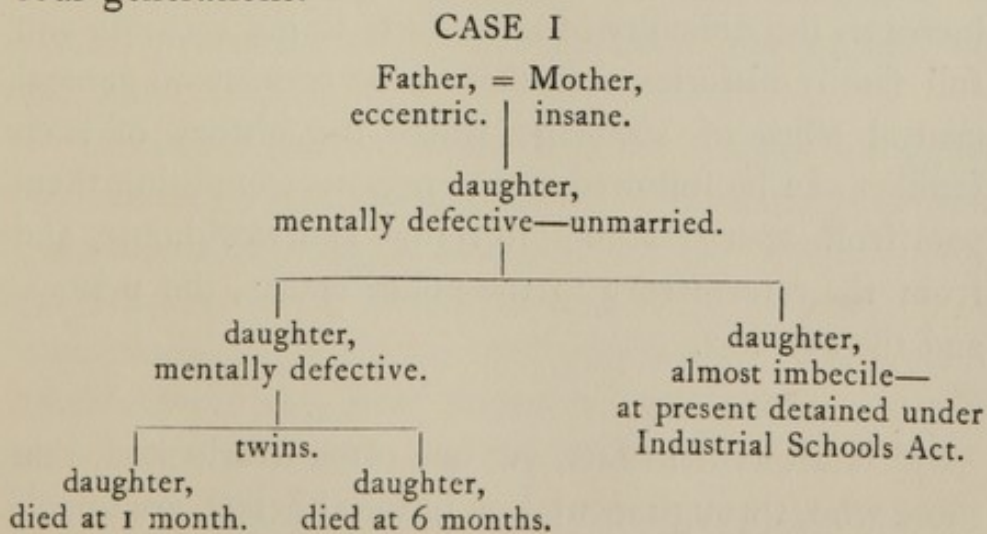 CASE I
Father, = Mother,
eccentric. insane.
daughter,
mentally defective—unmarried.
daughter,
mentally defective.
daughter,
almost imbecile—
at present detained under
Industrial Schools Act.
twins.
daughter,
died at 1 month.
daughter,
died at 6 months.